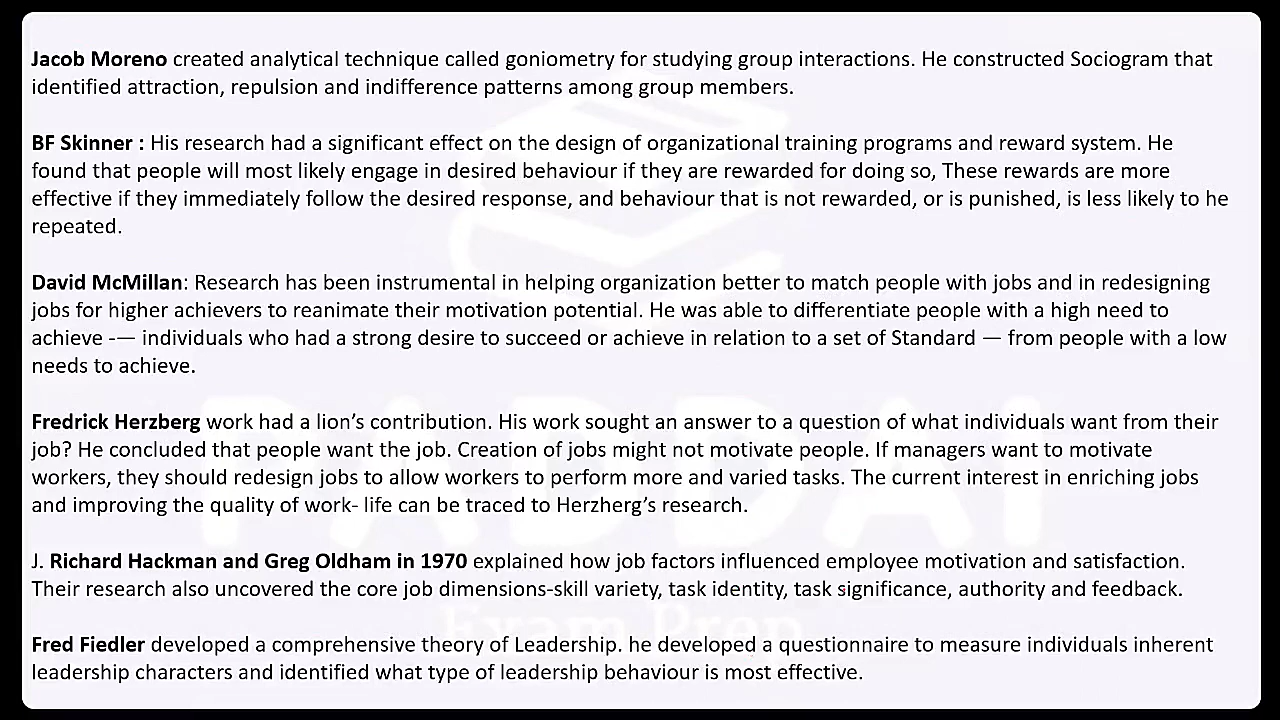 Jacob Moreno created analytical technique called goniometry for studying group interactions. He constructed Sociogram that
identified attraction, repulsion and indifference patterns among group members.
BF Skinner : His research had a significant effect on the design of organizational training programs and reward system. He
found that people will most likely engage in desired behaviour if they are rewarded for doing so, These rewards are more
effective if they immediately follow the desired response, and behaviour that is not rewarded, or is punished, is less likely to he
repeated.
David McMillan: Research has been instrumental in helping organization better to match people with jobs and in redesigning
jobs for higher achievers to reanimate their motivation potential. He was able to differentiate people with a high need to
achieve -— individuals who had a strong desire to succeed or achieve in relation to a set of Standard — from people with a low
needs to achieve.
Fredrick Herzberg work had a lion’s contribution. His work sought an answer to a question of what individuals want from their
job? He concluded that people want the job. Creation of jobs might not motivate people. If managers want to motivate
workers, they should redesign jobs to allow workers to perform more and varied tasks. The current interest in enriching jobs
and improving the quality of work- life can be traced to Herzherg’s research.
J. Richard Hackman and Greg Oldham in 1970 explained how job factors influenced employee motivation and satisfaction.
Their research also uncovered the core job dimensions-skill variety, task identity, task significance, authority and feedback.
Fred Fiedler developed a comprehensive theory of Leadership. he developed a questionnaire to measure individuals inherent
leadership characters and identified what type of leadership behaviour is most effective.
PADDAI
Exam Prep